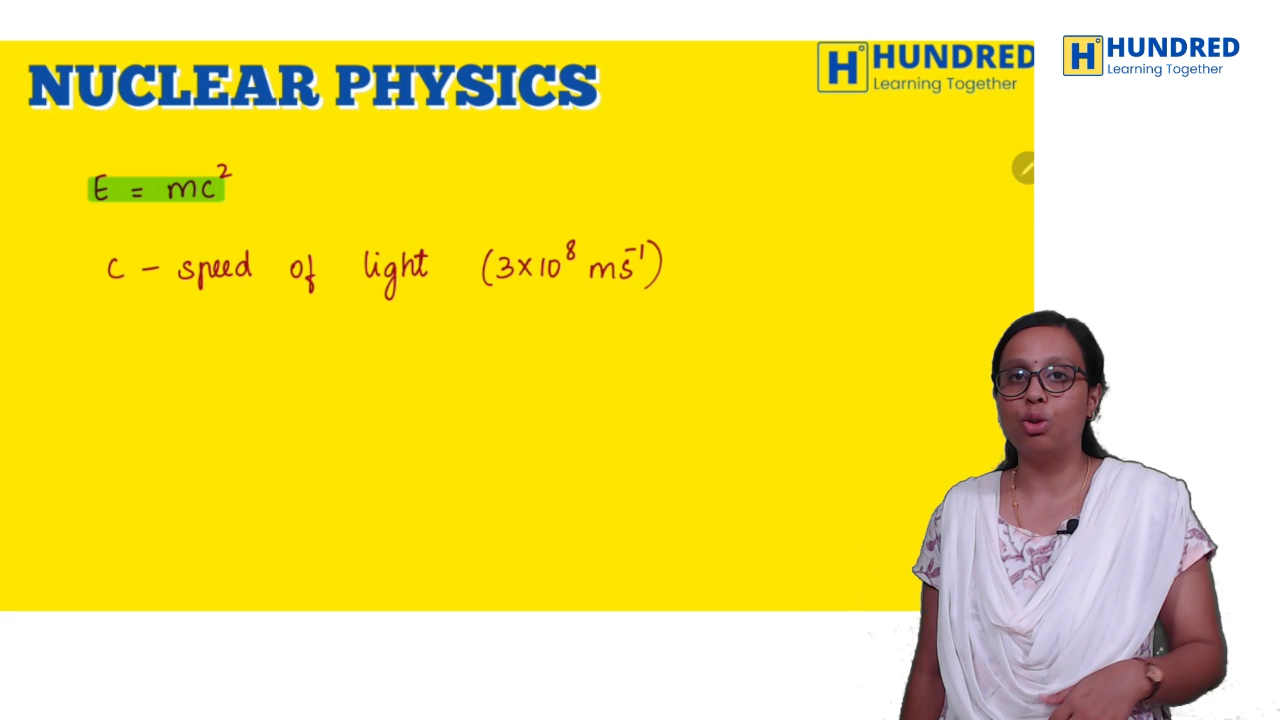 NUCLEAR PHYSICS
H° HUNDRED
Learning Together
H° HUNDRED
Learning Together
E = mc²
C - speed of light (3×10⁸ ms⁻¹)